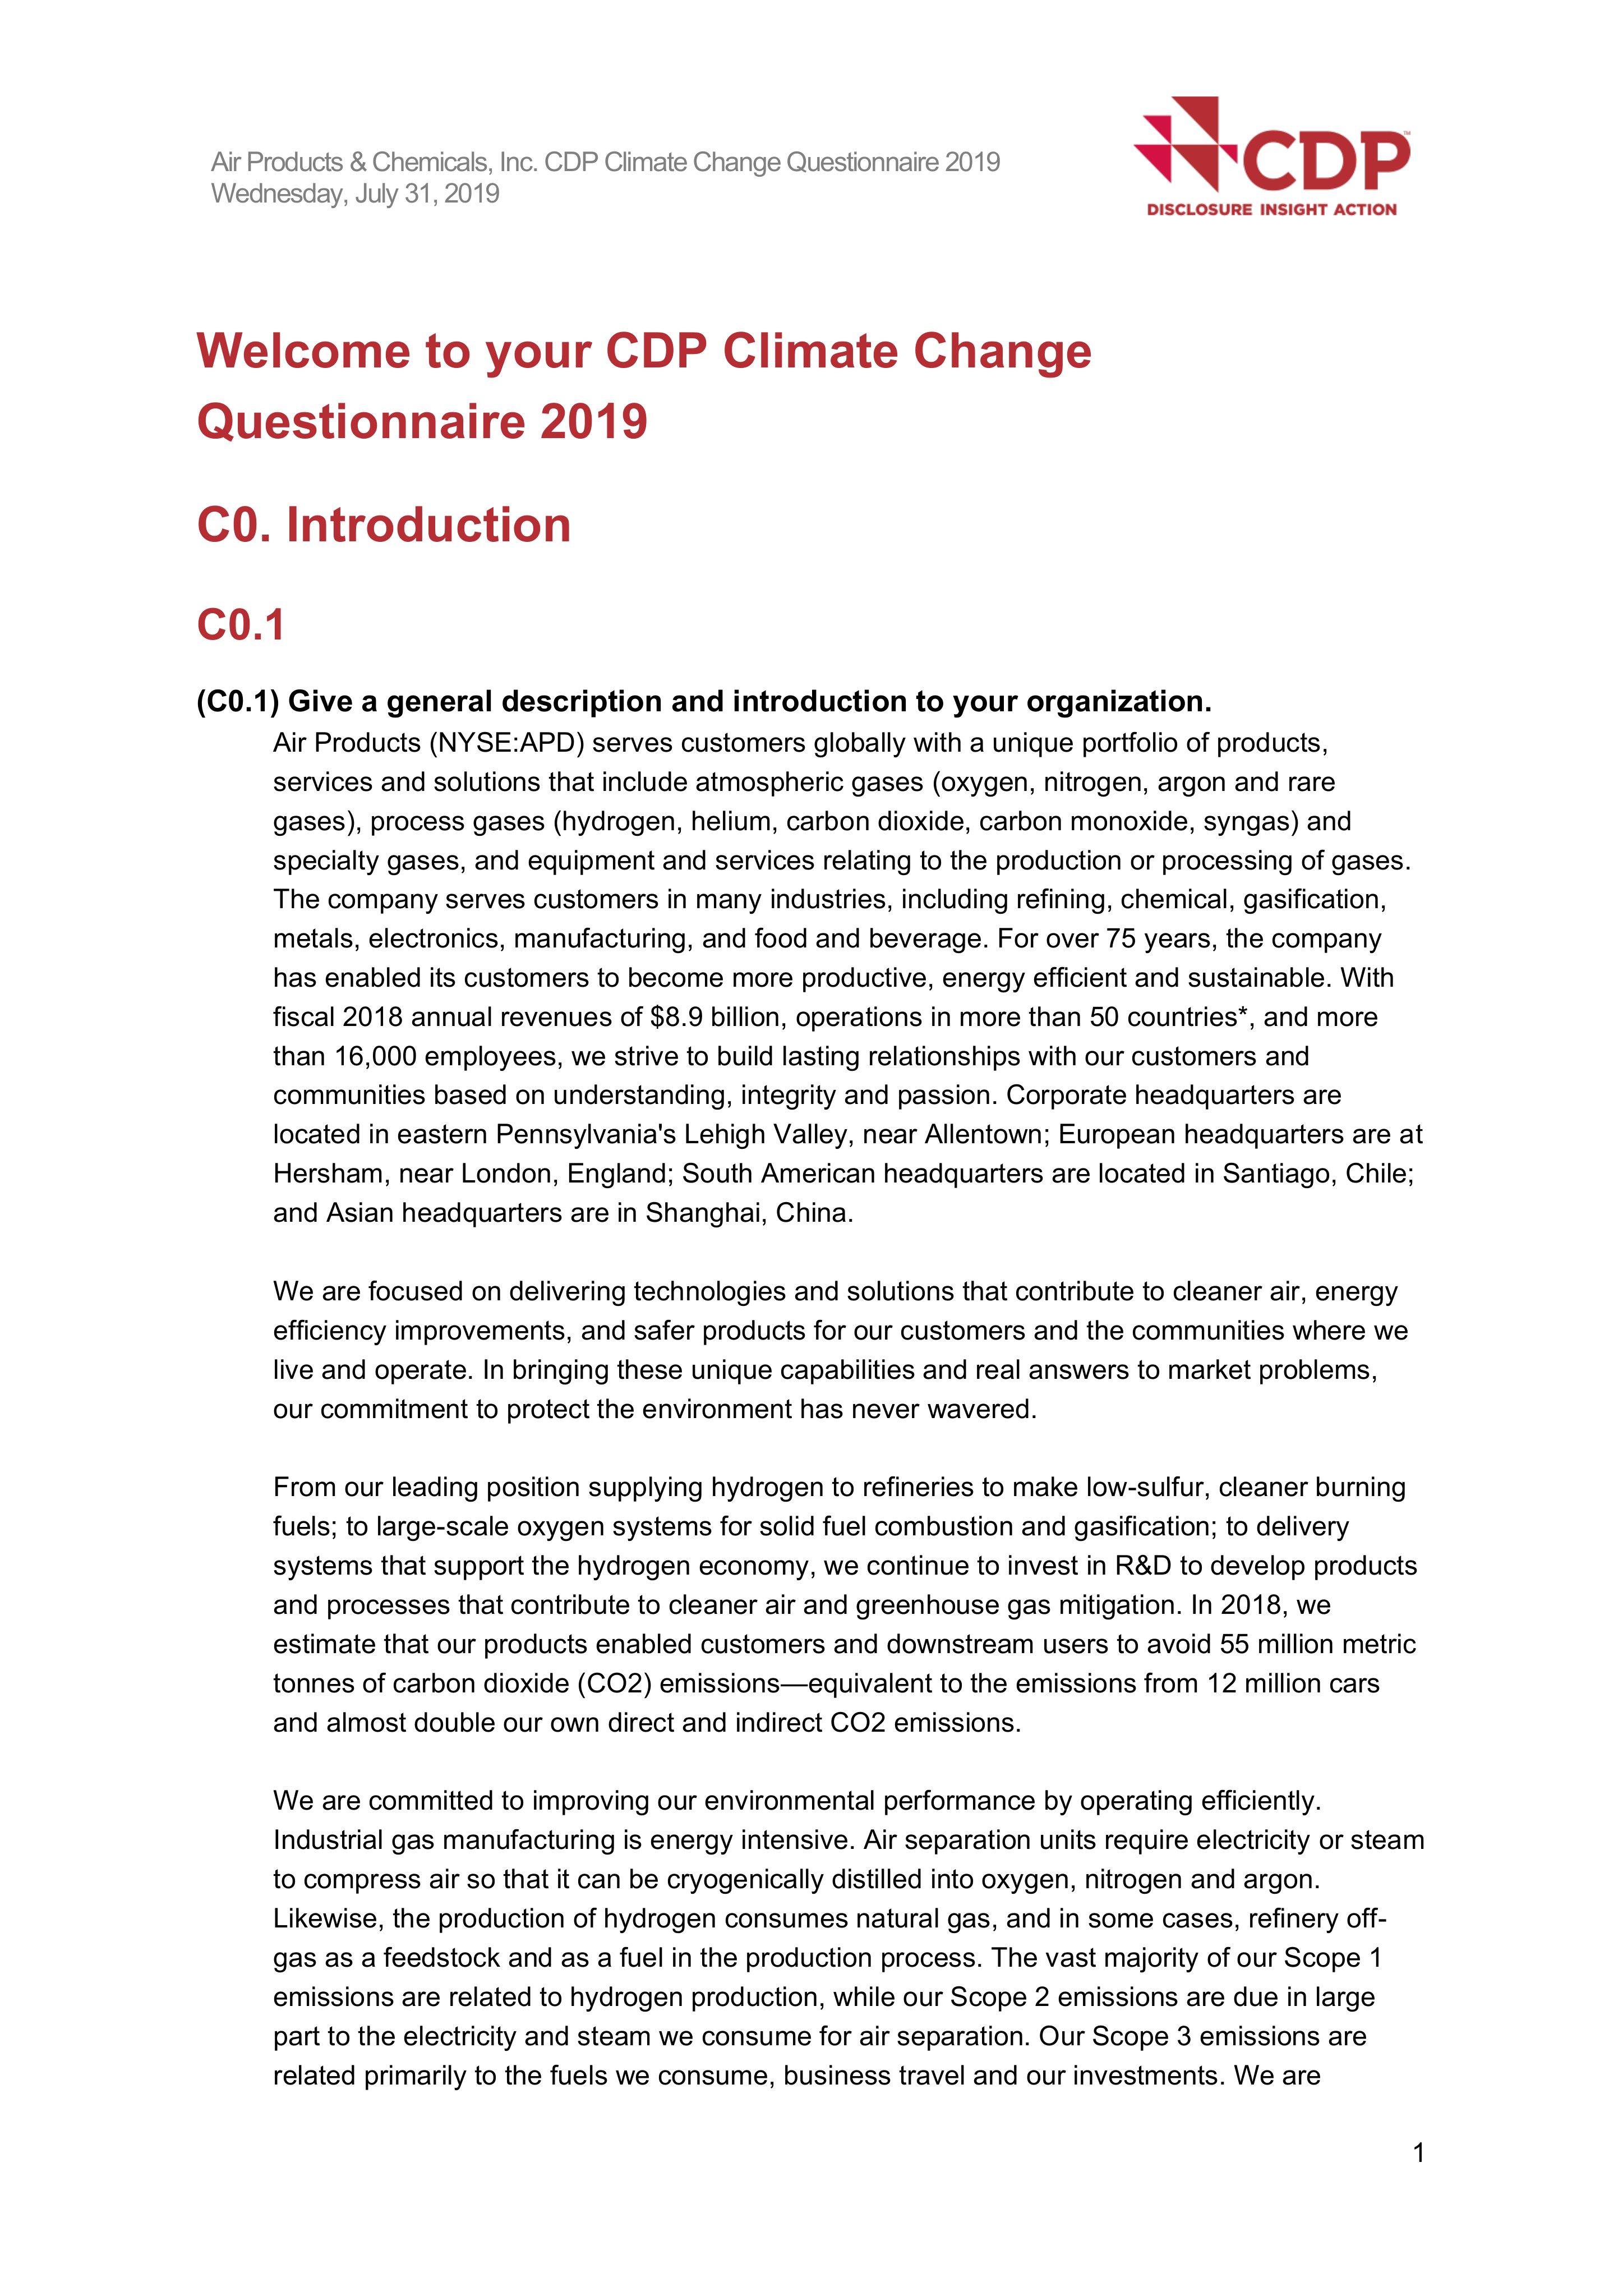 Air Products & Chemicals, Inc. CDP Climate Change Questionnaire 2019
Wednesday, July 31, 2019
CDP™
DISCLOSURE INSIGHT ACTION
Welcome to your CDP Climate Change
Questionnaire 2019
C0. Introduction
C0.1
(C0.1) Give a general description and introduction to your organization.
Air Products (NYSE:APD) serves customers globally with a unique portfolio of products,
services and solutions that include atmospheric gases (oxygen, nitrogen, argon and rare
gases), process gases (hydrogen, helium, carbon dioxide, carbon monoxide, syngas) and
specialty gases, and equipment and services relating to the production or processing of gases.
The company serves customers in many industries, including refining, chemical, gasification,
metals, electronics, manufacturing, and food and beverage. For over 75 years, the company
has enabled its customers to become more productive, energy efficient and sustainable. With
fiscal 2018 annual revenues of $8.9 billion, operations in more than 50 countries*, and more
than 16,000 employees, we strive to build lasting relationships with our customers and
communities based on understanding, integrity and passion. Corporate headquarters are
located in eastern Pennsylvania's Lehigh Valley, near Allentown; European headquarters are at
Hersham, near London, England; South American headquarters are located in Santiago, Chile;
and Asian headquarters are in Shanghai, China.
We are focused on delivering technologies and solutions that contribute to cleaner air, energy
efficiency improvements, and safer products for our customers and the communities where we
live and operate. In bringing these unique capabilities and real answers to market problems,
our commitment to protect the environment has never wavered.
From our leading position supplying hydrogen to refineries to make low-sulfur, cleaner burning
fuels; to large-scale oxygen systems for solid fuel combustion and gasification; to delivery
systems that support the hydrogen economy, we continue to invest in R&D to develop products
and processes that contribute to cleaner air and greenhouse gas mitigation. In 2018, we
estimate that our products enabled customers and downstream users to avoid 55 million metric
tonnes of carbon dioxide (CO2) emissions—equivalent to the emissions from 12 million cars
and almost double our own direct and indirect CO2 emissions.
We are committed to improving our environmental performance by operating efficiently.
Industrial gas manufacturing is energy intensive. Air separation units require electricity or steam
to compress air so that it can be cryogenically distilled into oxygen, nitrogen and argon.
Likewise, the production of hydrogen consumes natural gas, and in some cases, refinery off-
gas as a feedstock and as a fuel in the production process. The vast majority of our Scope 1
emissions are related to hydrogen production, while our Scope 2 emissions are due in large
part to the electricity and steam we consume for air separation. Our Scope 3 emissions are
related primarily to the fuels we consume, business travel and our investments. We are
1